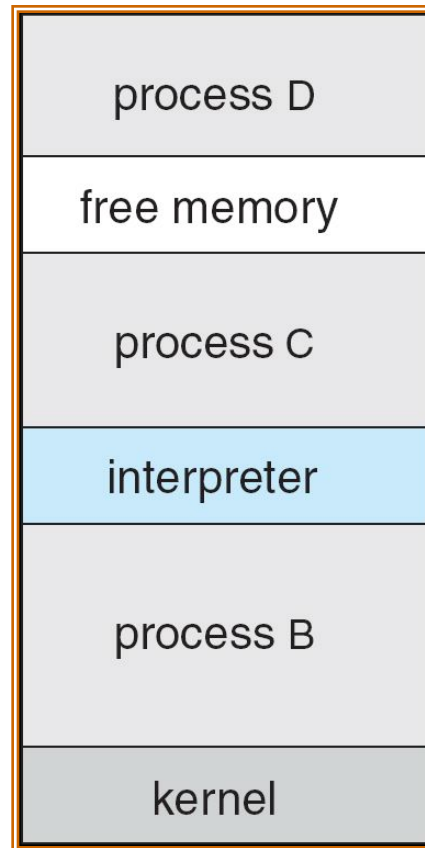 process D
free memory
process C
interpreter
process B
kernel